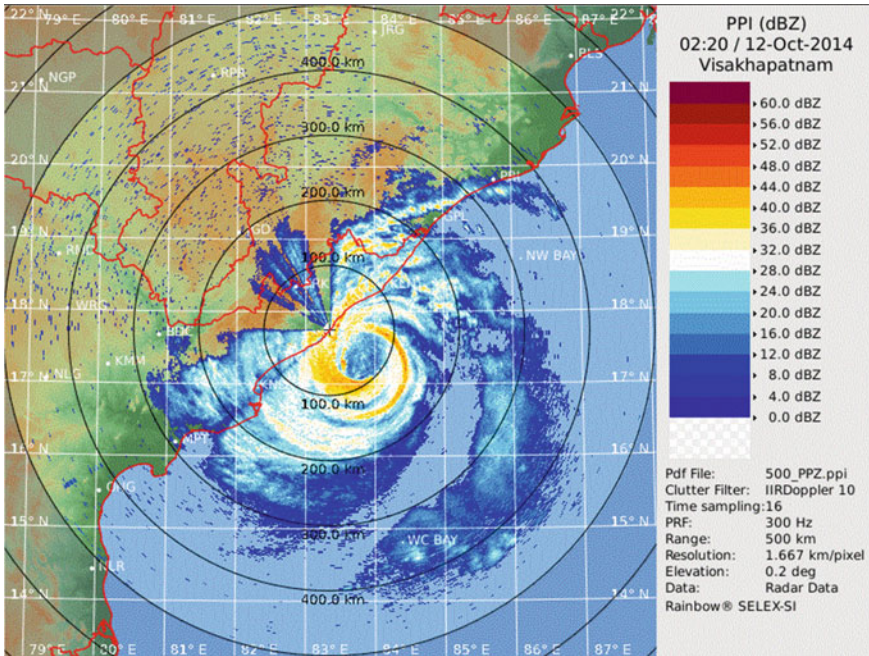 22° N 80° E 81° E 82° E 83° E 84° E 85° E 86° E 87° E 22° N
JRG
BLS
400.0 km
RPR
NGP
21° N 21° N
300.0 km
20° N 20° N
200.0 km
GPL
19° N 19° N
100.0 km
NW BAY
18° N 18° N
KMM
NLG
17° N 17° N
100.0 km
MPT
16° N 16° N
200.0 km
ONG
15° N 15° N
300.0 km
WC BAY
NLR
14° N 14° N
400.0 km
79° E 80° E 81° E 82° E 83° E 84° E 85° E 86° E 87° E
PPI (dBZ)
02:20 / 12-Oct-2014
Visakhapatnam
60.0 dBZ
56.0 dBZ
52.0 dBZ
48.0 dBZ
44.0 dBZ
40.0 dBZ
36.0 dBZ
32.0 dBZ
28.0 dBZ
24.0 dBZ
20.0 dBZ
16.0 dBZ
12.0 dBZ
8.0 dBZ
4.0 dBZ
0.0 dBZ
Pdf File: 500_PPZ.ppi
Clutter Filter: IIRDoppler 10
Time sampling:16
PRF: 300 Hz
Range: 500 km
Resolution: 1.667 km/pixel
Elevation: 0.2 deg
Data: Radar Data
Rainbow® SELEX-SI